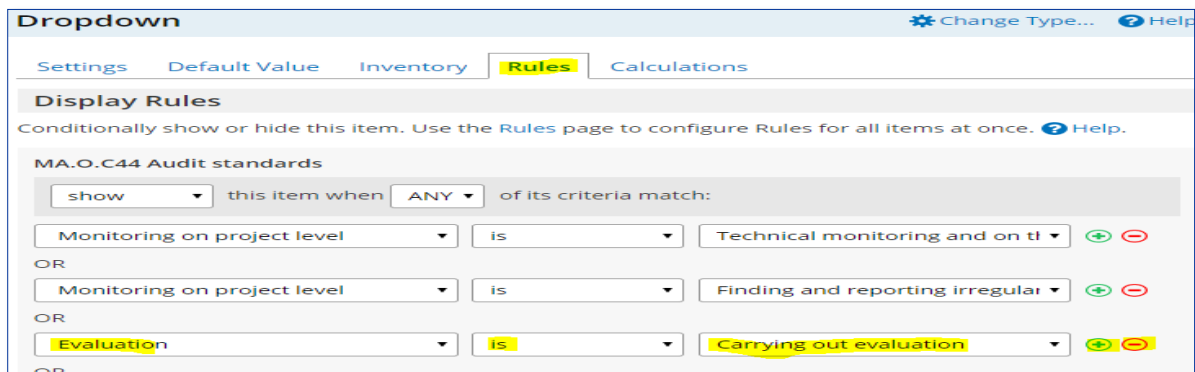 Dropdown Change Type... Help
Settings Default Value Inventory Rules Calculations
Display Rules
Conditionally show or hide this item. Use the Rules page to configure Rules for all items at once. Help.
MA.O.C44 Audit standards
show this item when ANY of its criteria match:
Monitoring on project level is Technical monitoring and on tl
OR
Monitoring on project level is Finding and reporting irregular
OR
Evaluation is Carrying out evaluation
OR